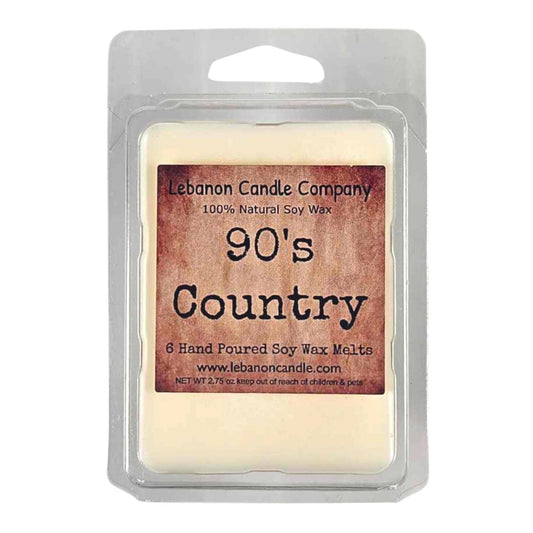 Lebanon Candle Company
100% Natural Soy Wax
90's
Country
6 Hand Poured Soy Wax Melts
www.lebanoncandle.com
NET WT 2.75 oz keep out of reach of children & pets